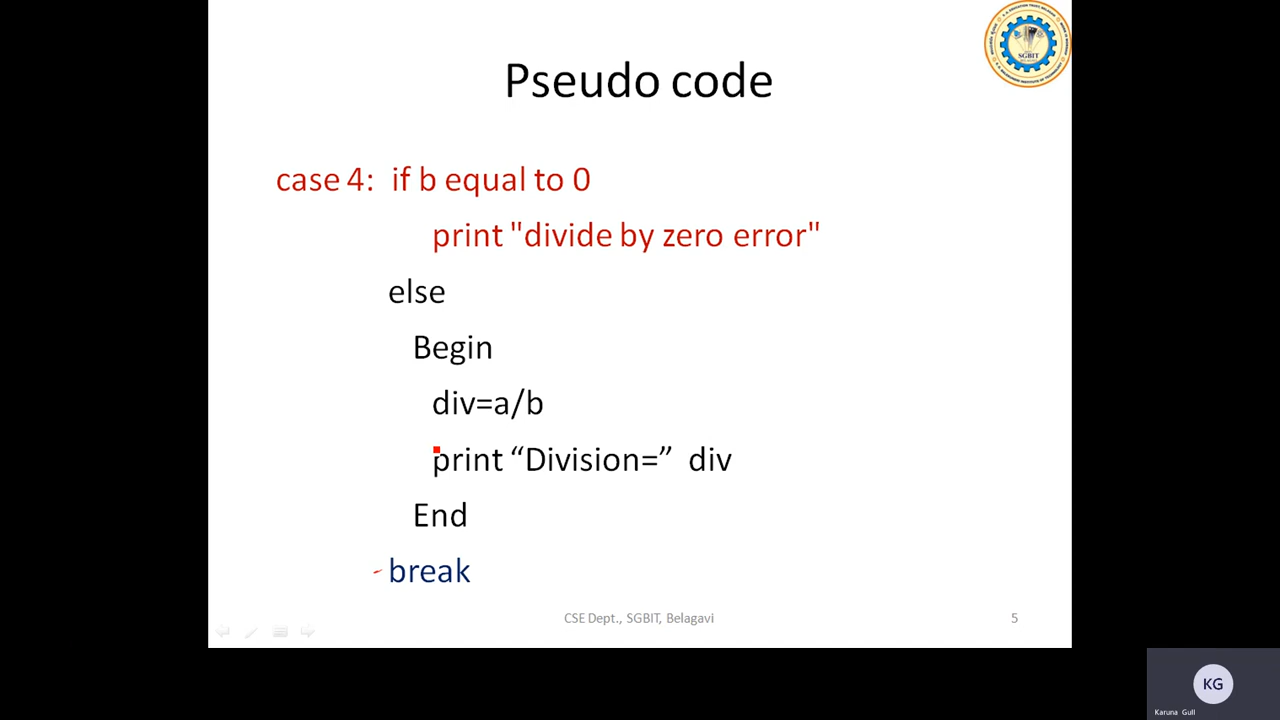 Pseudo code
case 4: if b equal to 0
print "divide by zero error"
else
Begin
div=a/b
print “Division=” div
End
break
CSE Dept., SGBIT, Belagavi
5
SGBIT
KG
Karuna Gull